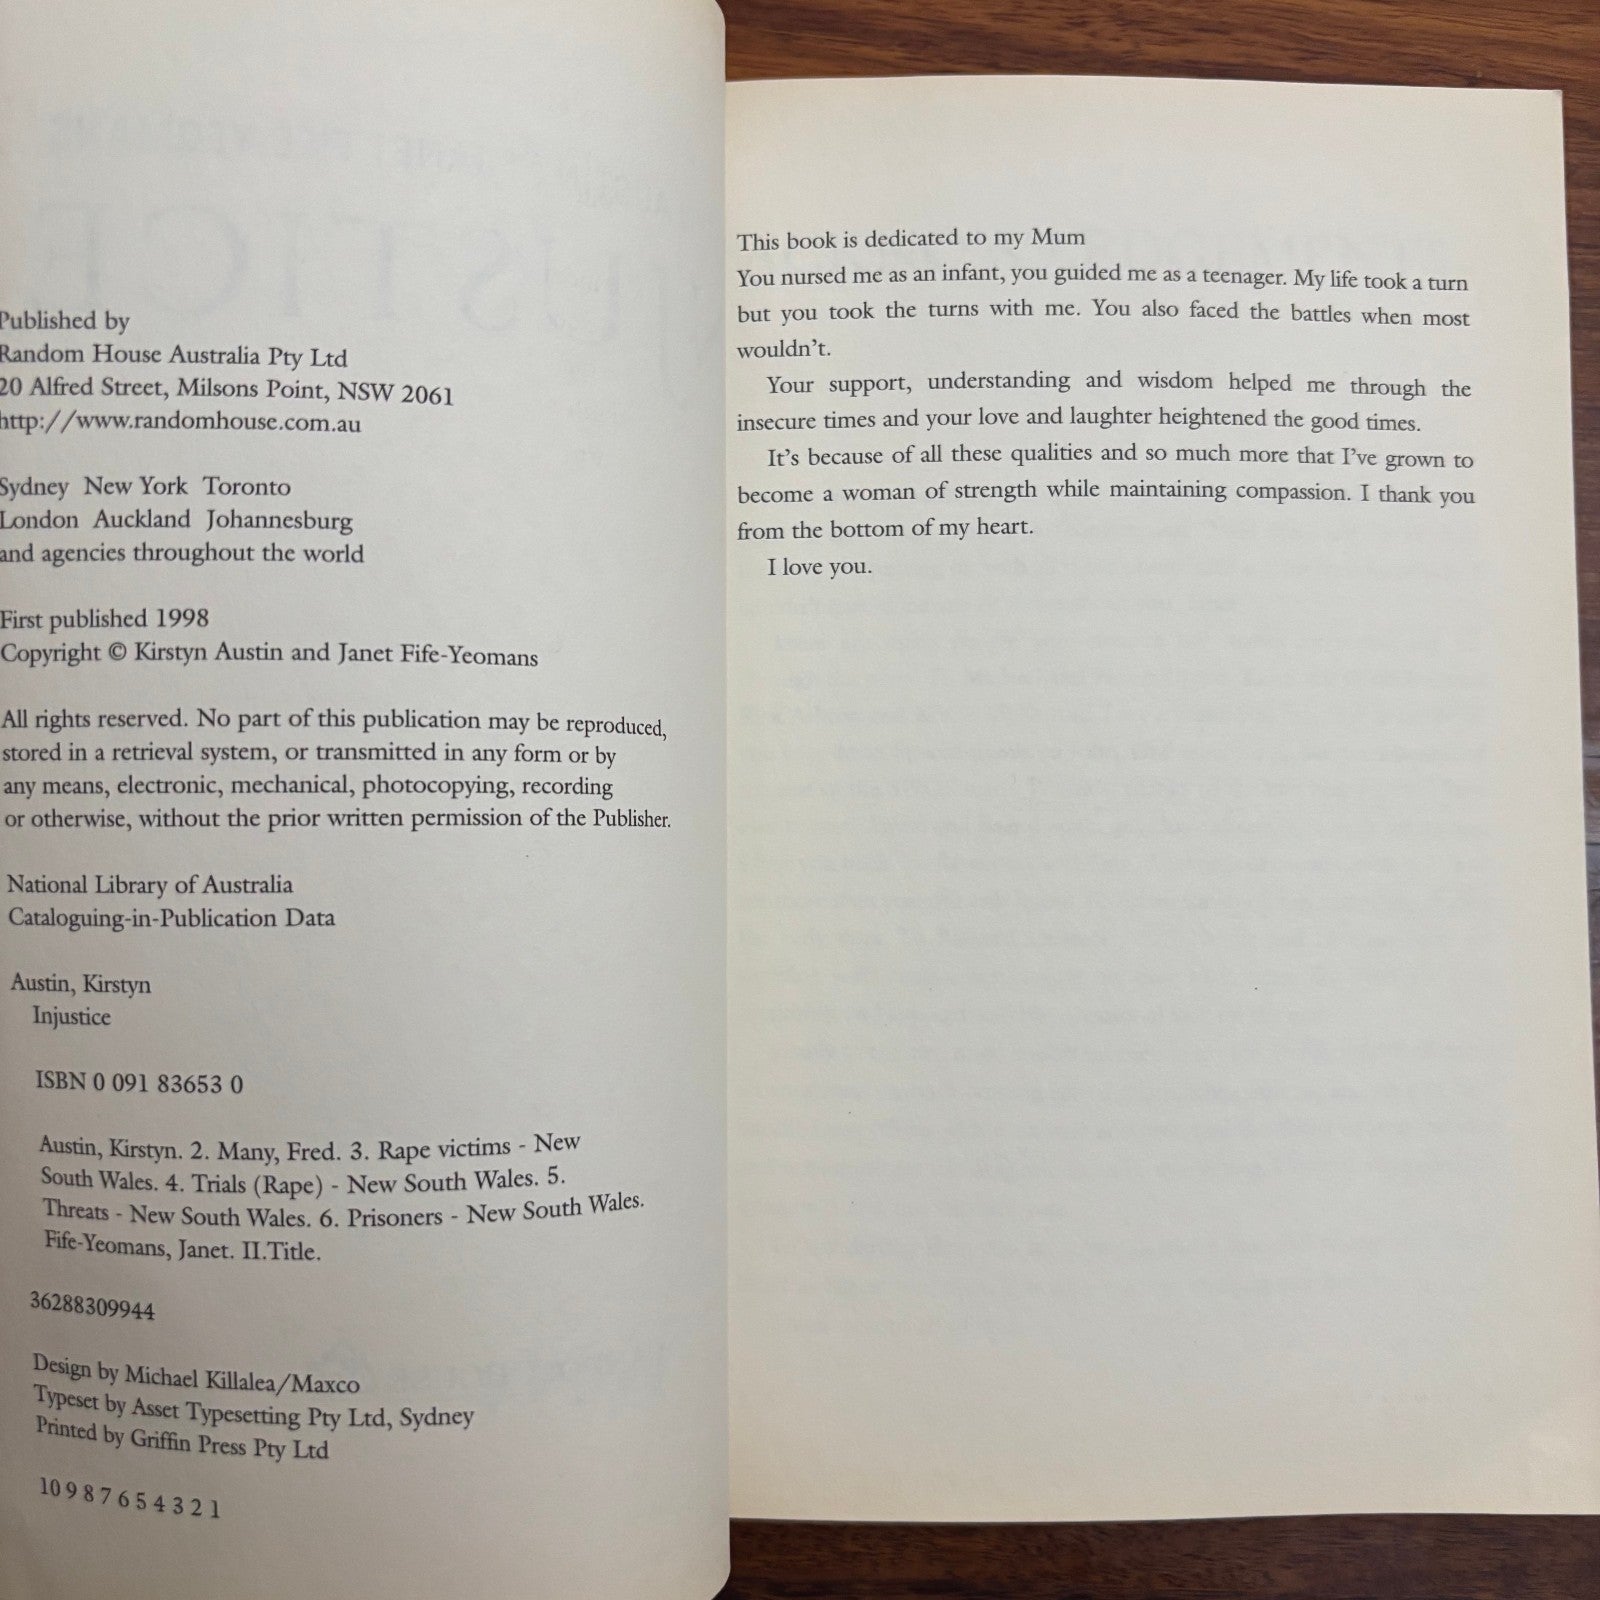 Published by
Random House Australia Pty Ltd
20 Alfred Street, Milsons Point, NSW 2061
http://www.randomhouse.com.au
Sydney New York Toronto
London Auckland Johannesburg
and agencies throughout the world
First published 1998
Copyright © Kirstyn Austin and Janet Fife-Yeomans
All rights reserved. No part of this publication may be reproduced,
stored in a retrieval system, or transmitted in any form or by
any means, electronic, mechanical, photocopying, recording
or otherwise, without the prior written permission of the Publisher.
National Library of Australia
Cataloguing-in-Publication Data
Austin, Kirstyn
Injustice
ISBN 0 091 83653 0
Austin, Kirstyn. 2. Many, Fred. 3. Rape victims - New
South Wales. 4. Trials (Rape) - New South Wales. 5.
Threats - New South Wales. 6. Prisoners - New South Wales.
Fife-Yeomans, Janet. II.Title.
36288309944
Design by Michael Killalea/Maxco
Typeset by Asset Typesetting Pty Ltd, Sydney
Printed by Griffin Press Pty Ltd
10 9 8 7 6 5 4 3 2 1
This book is dedicated to my Mum
You nursed me as an infant, you guided me as a teenager. My life took a turn
but you took the turns with me. You also faced the battles when most
wouldn't.
Your support, understanding and wisdom helped me through the
insecure times and your love and laughter heightened the good times.
It's because of all these qualities and so much more that I've grown to
become a woman of strength while maintaining compassion. I thank you
from the bottom of my heart.
I love you.